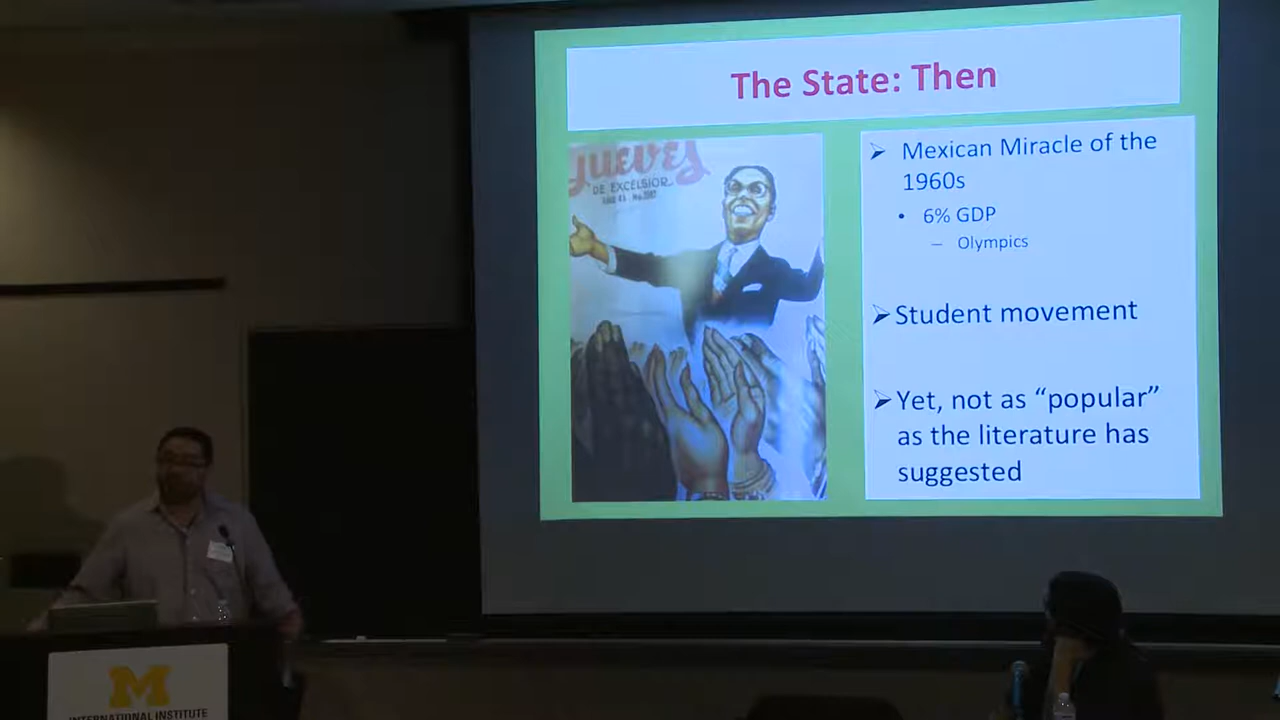 The State: Then
jueves
DE EXCELSIOR
➢ Mexican Miracle of the
1960s
• 6% GDP
– Olympics
➢ Student movement
➢ Yet, not as “popular”
as the literature has
suggested
M
INTERNATIONAL INSTITUTE